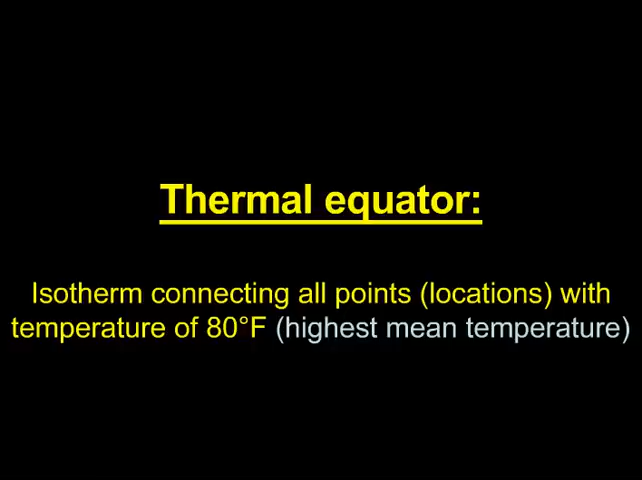 Thermal equator:
Isotherm connecting all points (locations) with
temperature of 80°F (highest mean temperature)